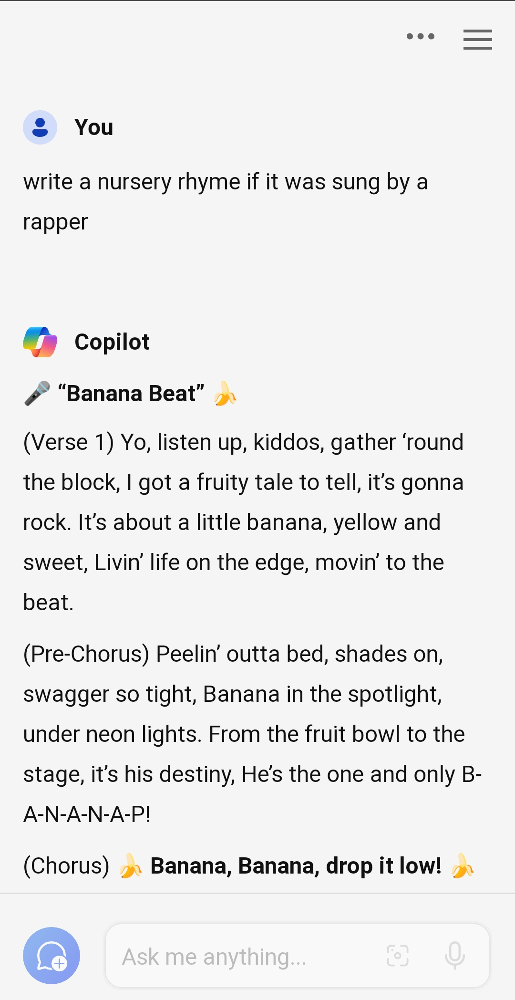 You
write a nursery rhyme if it was sung by a
rapper
Copilot
🎤 “Banana Beat” 🍌
(Verse 1) Yo, listen up, kiddos, gather ‘round
the block, I got a fruity tale to tell, it’s gonna
rock. It’s about a little banana, yellow and
sweet, Livin’ life on the edge, movin’ to the
beat.
(Pre-Chorus) Peelin’ outta bed, shades on,
swagger so tight, Banana in the spotlight,
under neon lights. From the fruit bowl to the
stage, it’s his destiny, He’s the one and only B-
A-N-A-N-A-P!
(Chorus) 🍌 Banana, Banana, drop it low! 🍌
Ask me anything...